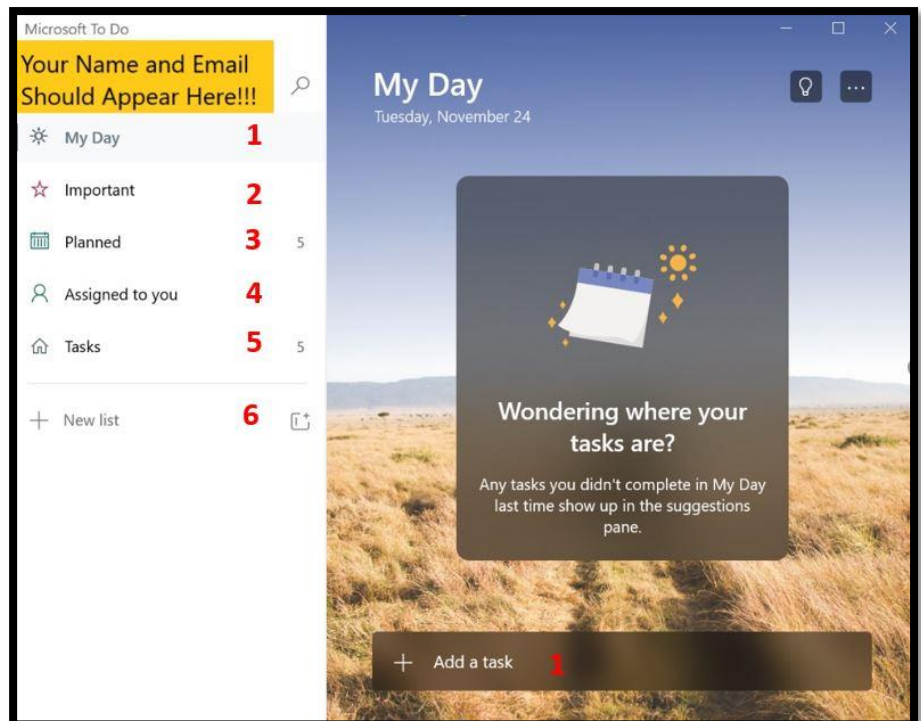 Microsoft To Do
Your Name and Email
Should Appear Here!!!
My Day 1
Important 2
Planned 3 5
Assigned to you 4
Tasks 5 5
New list 6
My Day
Tuesday, November 24
Wondering where your
tasks are?
Any tasks you didn't complete in My Day
last time show up in the suggestions
pane.
Add a task 1